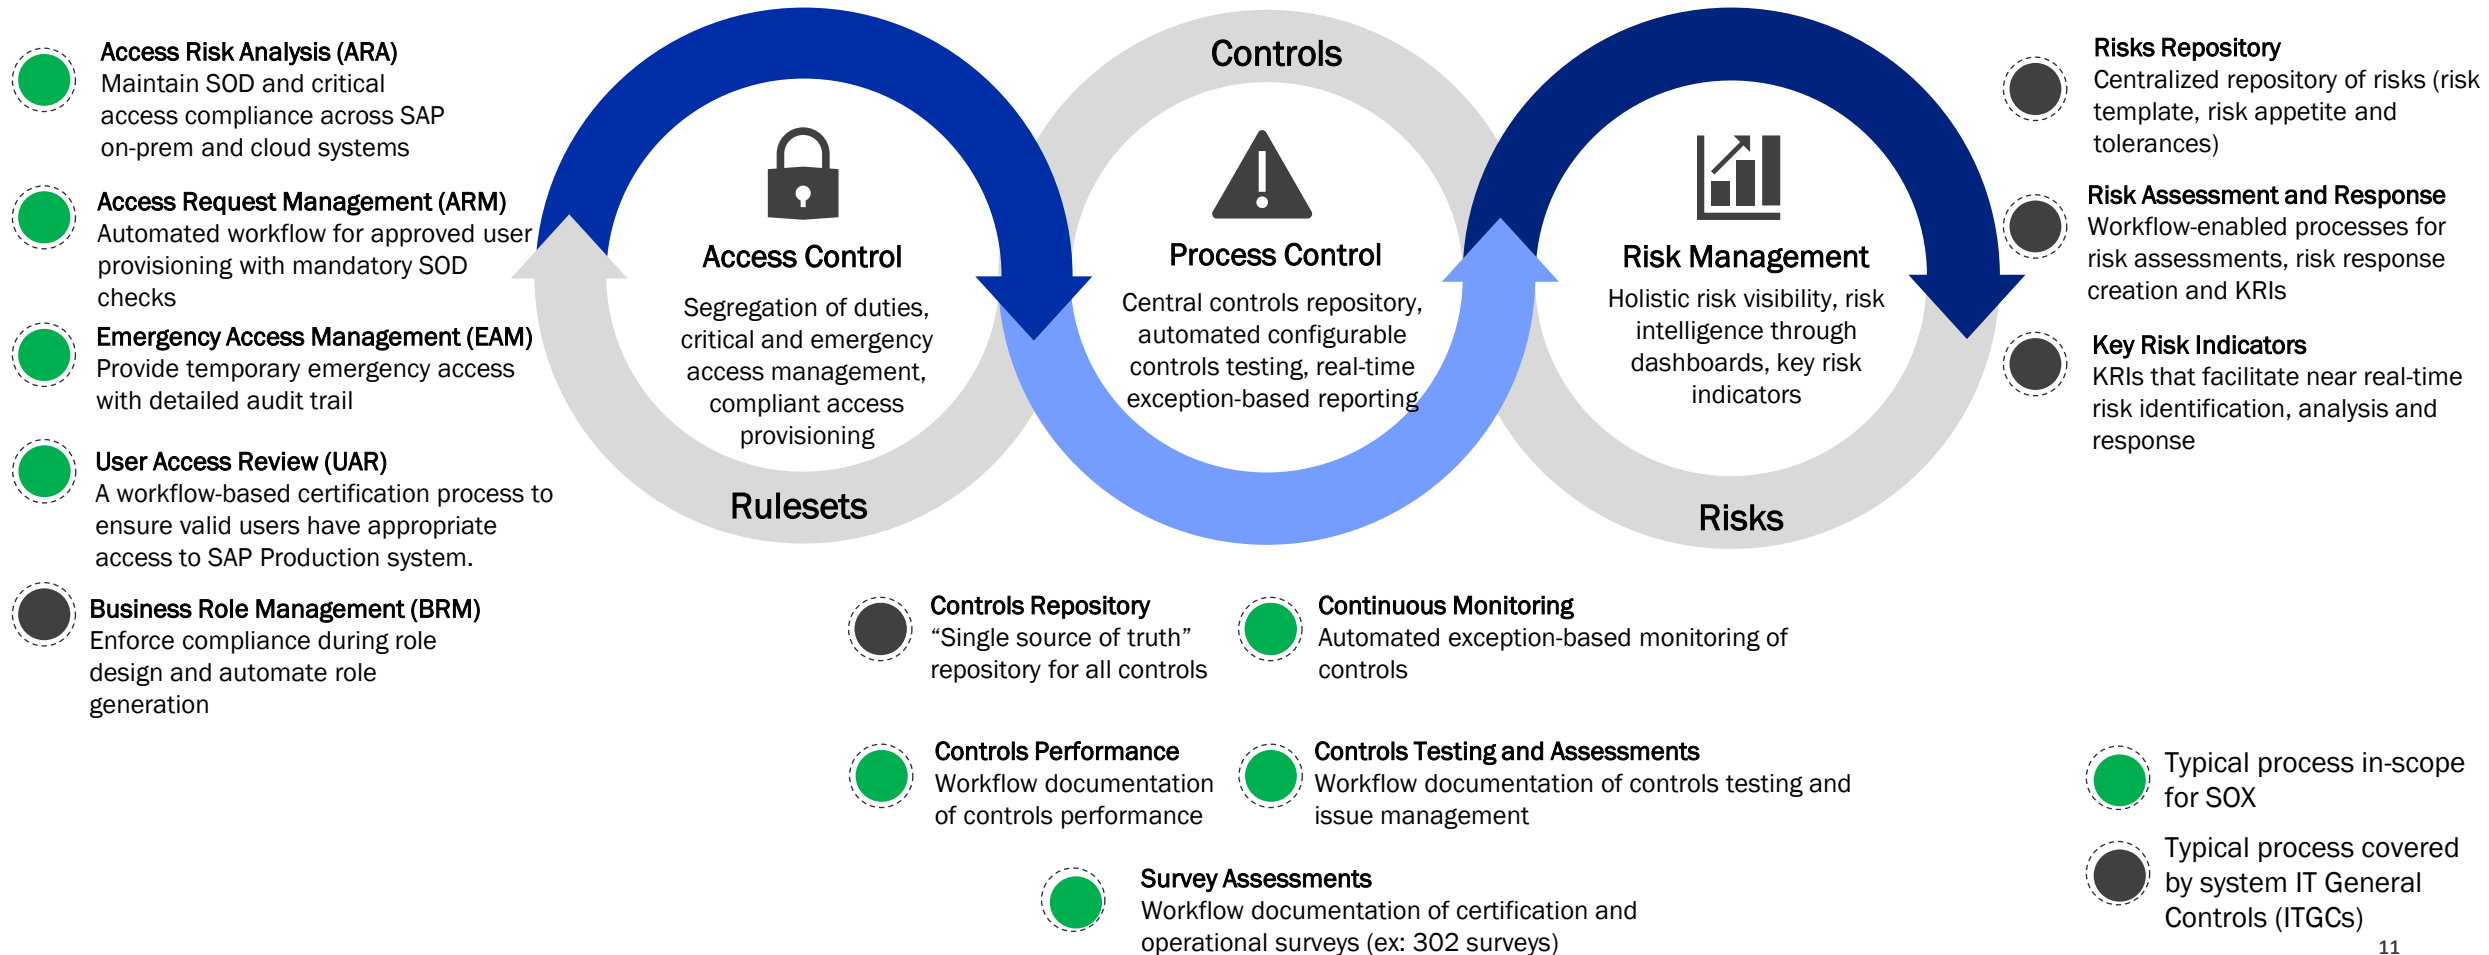 Access Risk Analysis (ARA)
Maintain SOD and critical
access compliance across SAP
on-prem and cloud systems
Access Request Management (ARM)
Automated workflow for approved user
provisioning with mandatory SOD
checks
Emergency Access Management (EAM)
Provide temporary emergency access
with detailed audit trail
User Access Review (UAR)
A workflow-based certification process to
ensure valid users have appropriate
access to SAP Production system.
Business Role Management (BRM)
Enforce compliance during role
design and automate role
generation
Access Control
Segregation of duties,
critical and emergency
access management,
compliant access
provisioning
Rulesets
Controls
Process Control
Central controls repository,
automated configurable
controls testing, real-time
exception-based reporting
Risk Management
Holistic risk visibility, risk
intelligence through
dashboards, key risk
indicators
Risks
Risks Repository
Centralized repository of risks (risk
template, risk appetite and
tolerances)
Risk Assessment and Response
Workflow-enabled processes for
risk assessments, risk response
creation and KRIs
Key Risk Indicators
KRIs that facilitate near real-time
risk identification, analysis and
response
Controls Repository
“Single source of truth”
repository for all controls
Continuous Monitoring
Automated exception-based monitoring of
controls
Controls Performance
Workflow documentation
of controls performance
Controls Testing and Assessments
Workflow documentation of controls testing and
issue management
Survey Assessments
Workflow documentation of certification and
operational surveys (ex: 302 surveys)
Typical process in-scope
for SOX
Typical process covered
by system IT General
Controls (ITGCs)
11